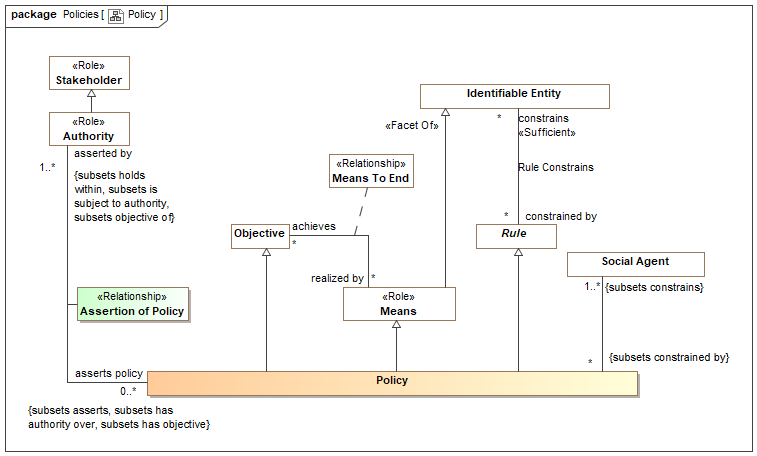 package Policies [ Policy ]
«Role»
Stakeholder
«Role»
Authority
asserted by
1..*
{subsets holds
within, subsets is
subject to authority,
subsets objective of}
Identifiable Entity
«Facet Of»
*
constrains
«Sufficient»
Rule Constrains
«Relationship»
Means To End
*
constrained by
Objective
achieves
*
Rule
Social Agent
realized by
*
1..*
{subsets constrains}
«Relationship»
Assertion of Policy
«Role»
Means
*
{subsets constrained by}
asserts policy
0..*
Policy
{subsets asserts, subsets has
authority over, subsets has objective}